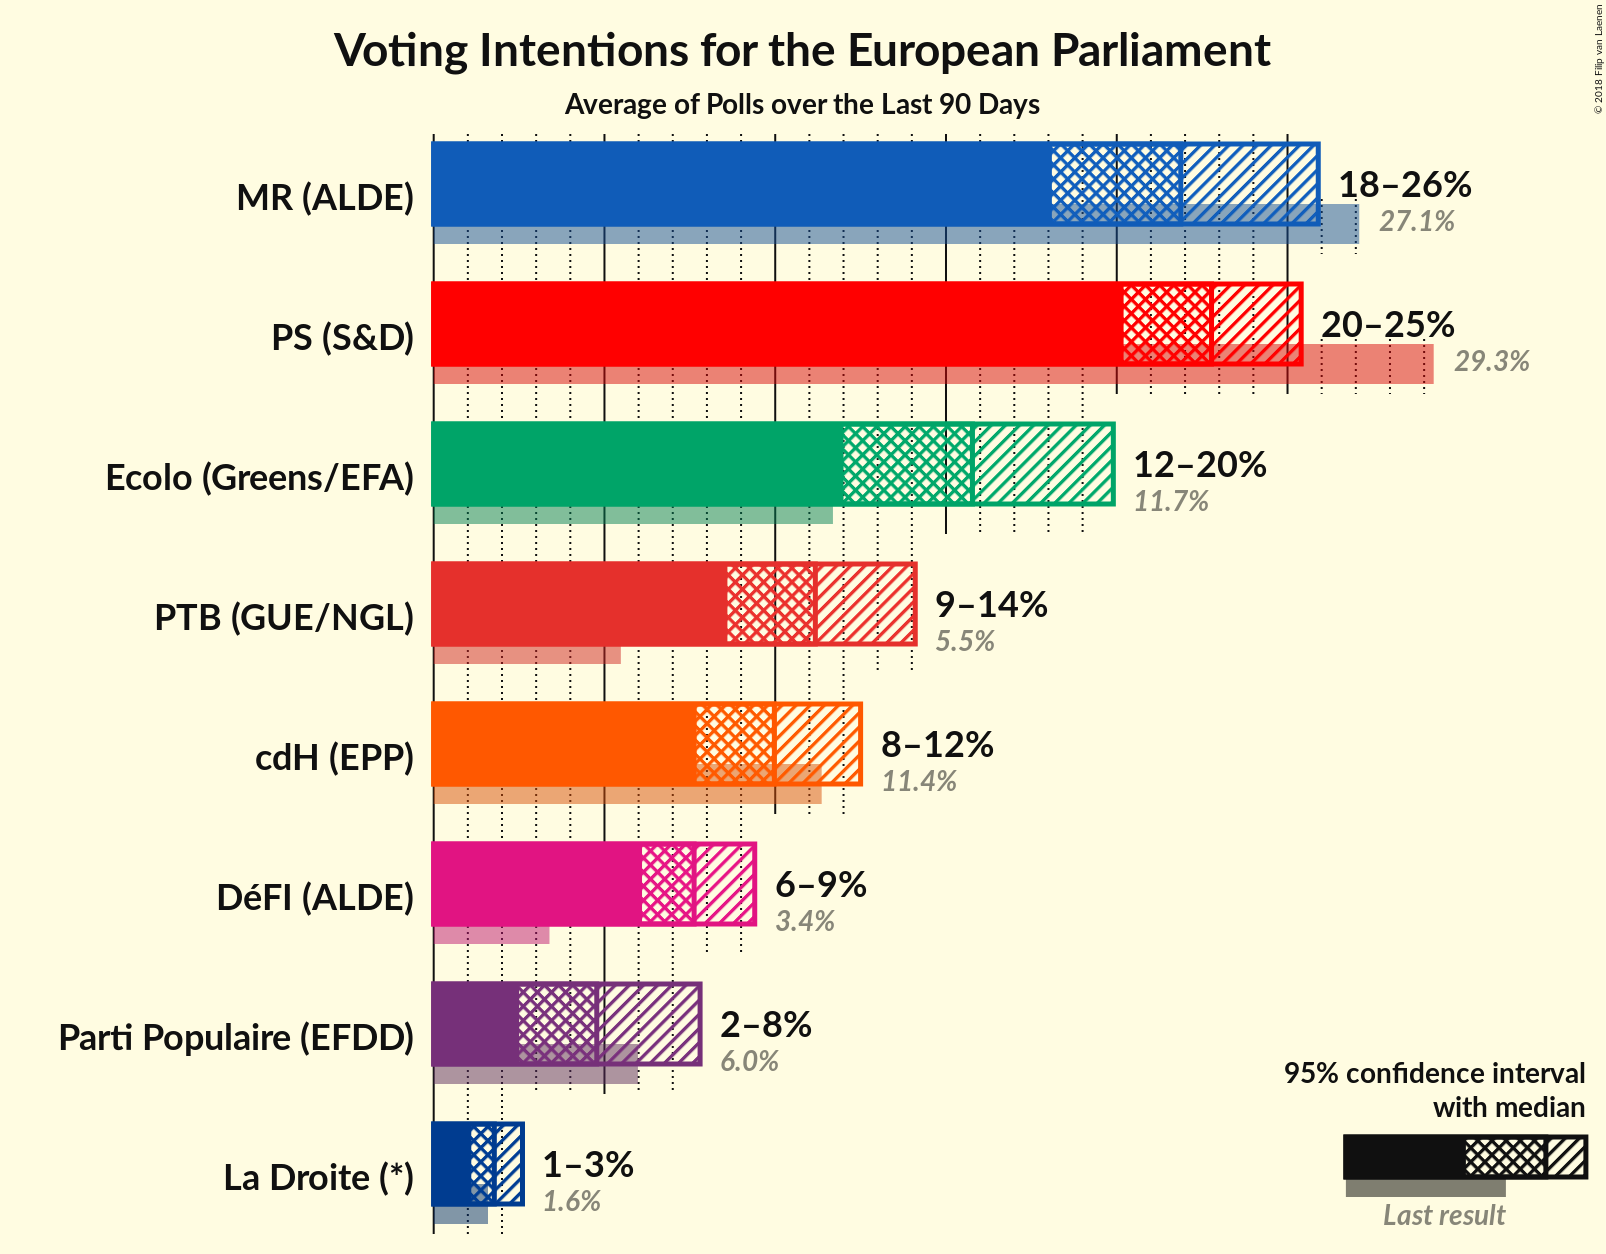 Voting Intentions for the European Parliament
Average of Polls over the Last 90 Days
© 2018 Filip van Laenen
MR (ALDE)
18–26%
27.1%
PS (S&D)
20–25%
29.3%
Ecolo (Greens/EFA)
12–20%
11.7%
PTB (GUE/NGL)
9–14%
5.5%
cdH (EPP)
8–12%
11.4%
DéFI (ALDE)
6–9%
3.4%
Parti Populaire (EFDD)
2–8%
6.0%
La Droite (*)
1–3%
1.6%
95% confidence interval
with median
Last result